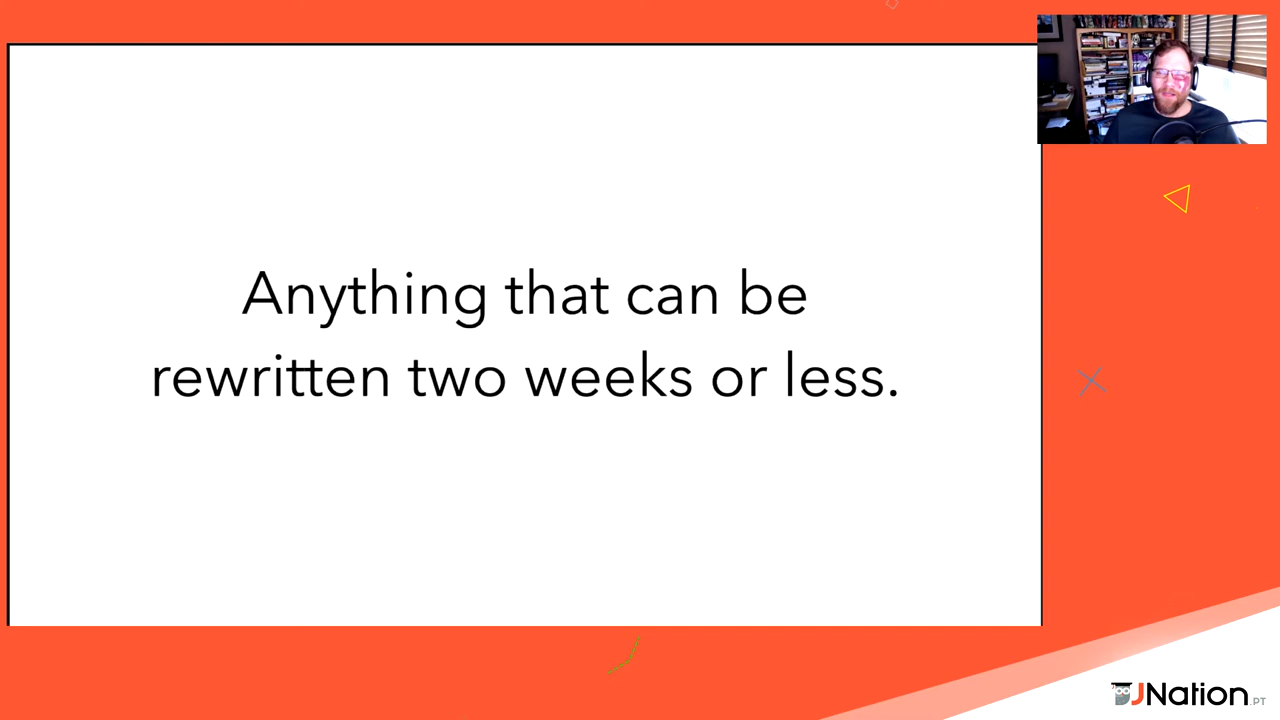 Anything that can be
rewritten two weeks or less.
JNation.PT